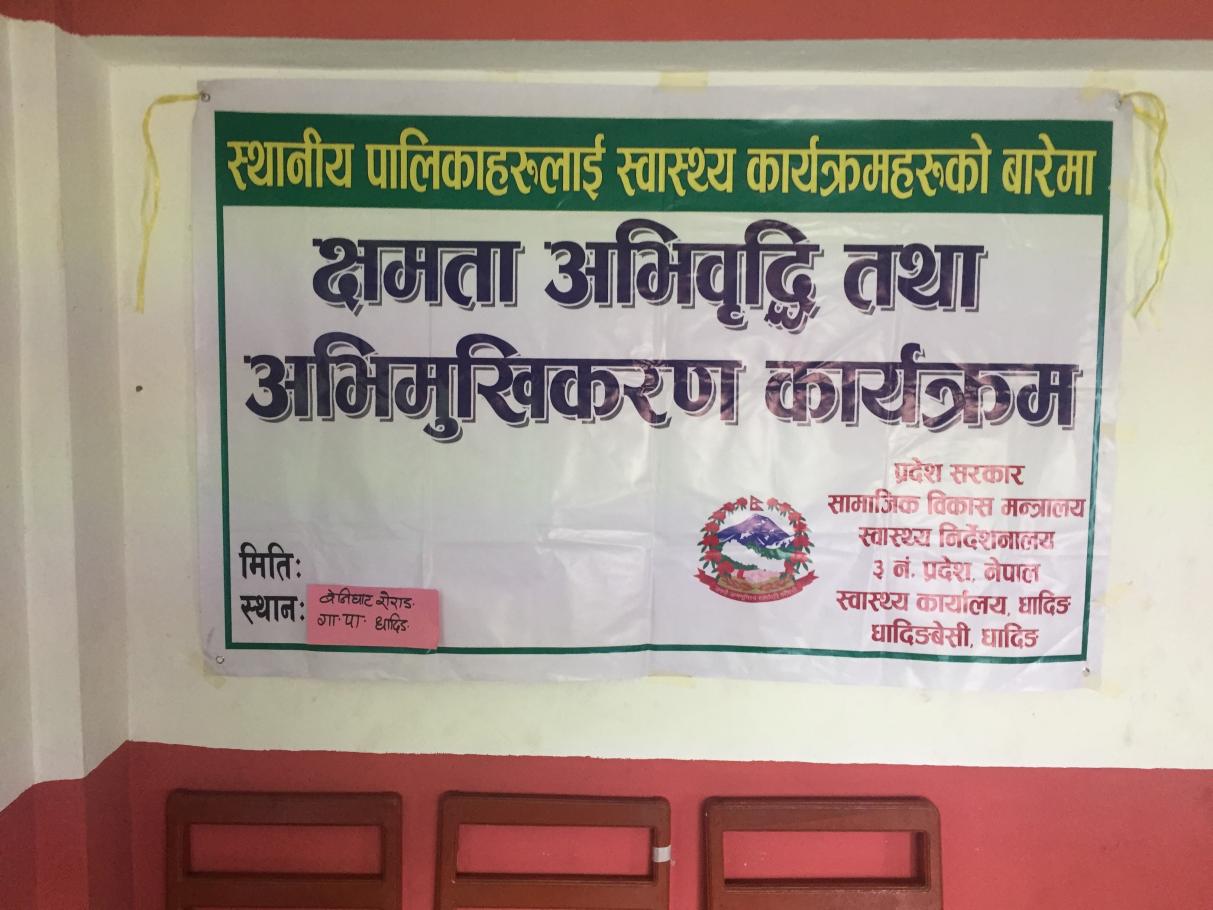 स्थानीय पालिकाहरुलाई स्वास्थ्य कार्यक्रमहरुको बारेमा
क्षमता अभिवृद्धि तथा
अभिमुखिकरण कार्यक्रम
प्रदेश सरकार
सामाजिक विकास मन्त्रालय
स्वास्थ्य निर्देशनालय
३ नं. प्रदेश, नेपाल
स्वास्थ्य कार्यालय, धादिङ
धादिङबेसी, धादिङ
मितिः
स्थानः
बेनिघाट रोराङ
गा.पा. धादिङ